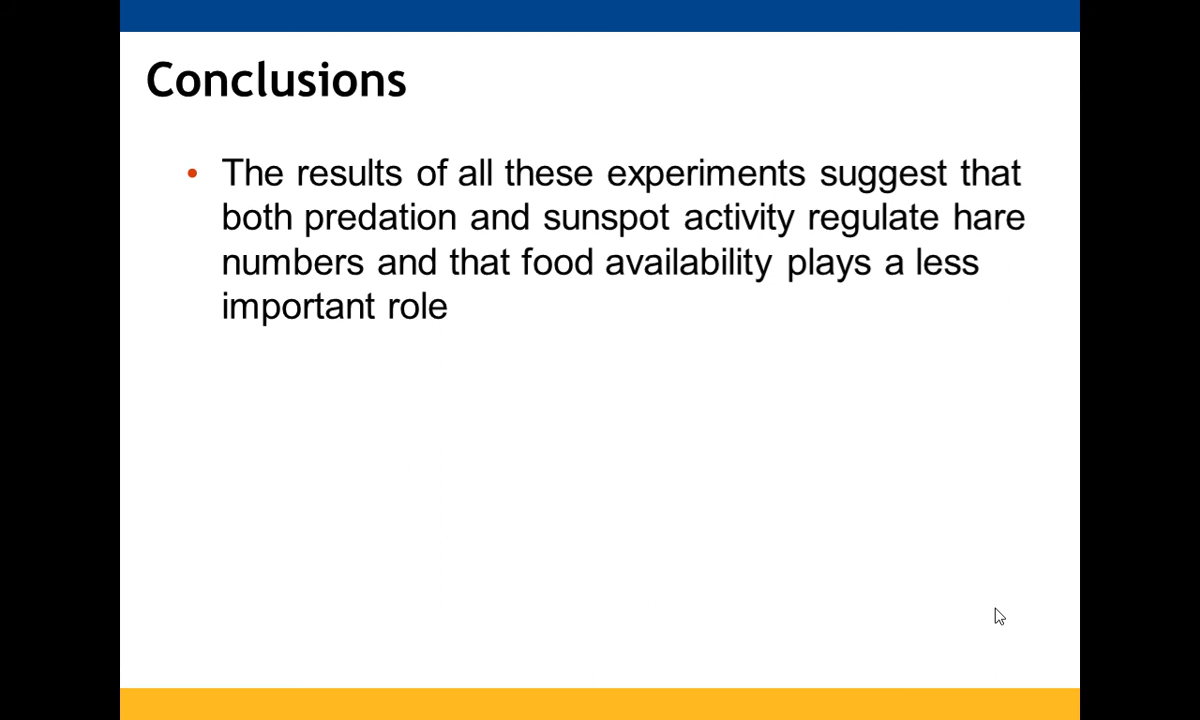 Conclusions
• The results of all these experiments suggest that
both predation and sunspot activity regulate hare
numbers and that food availability plays a less
important role